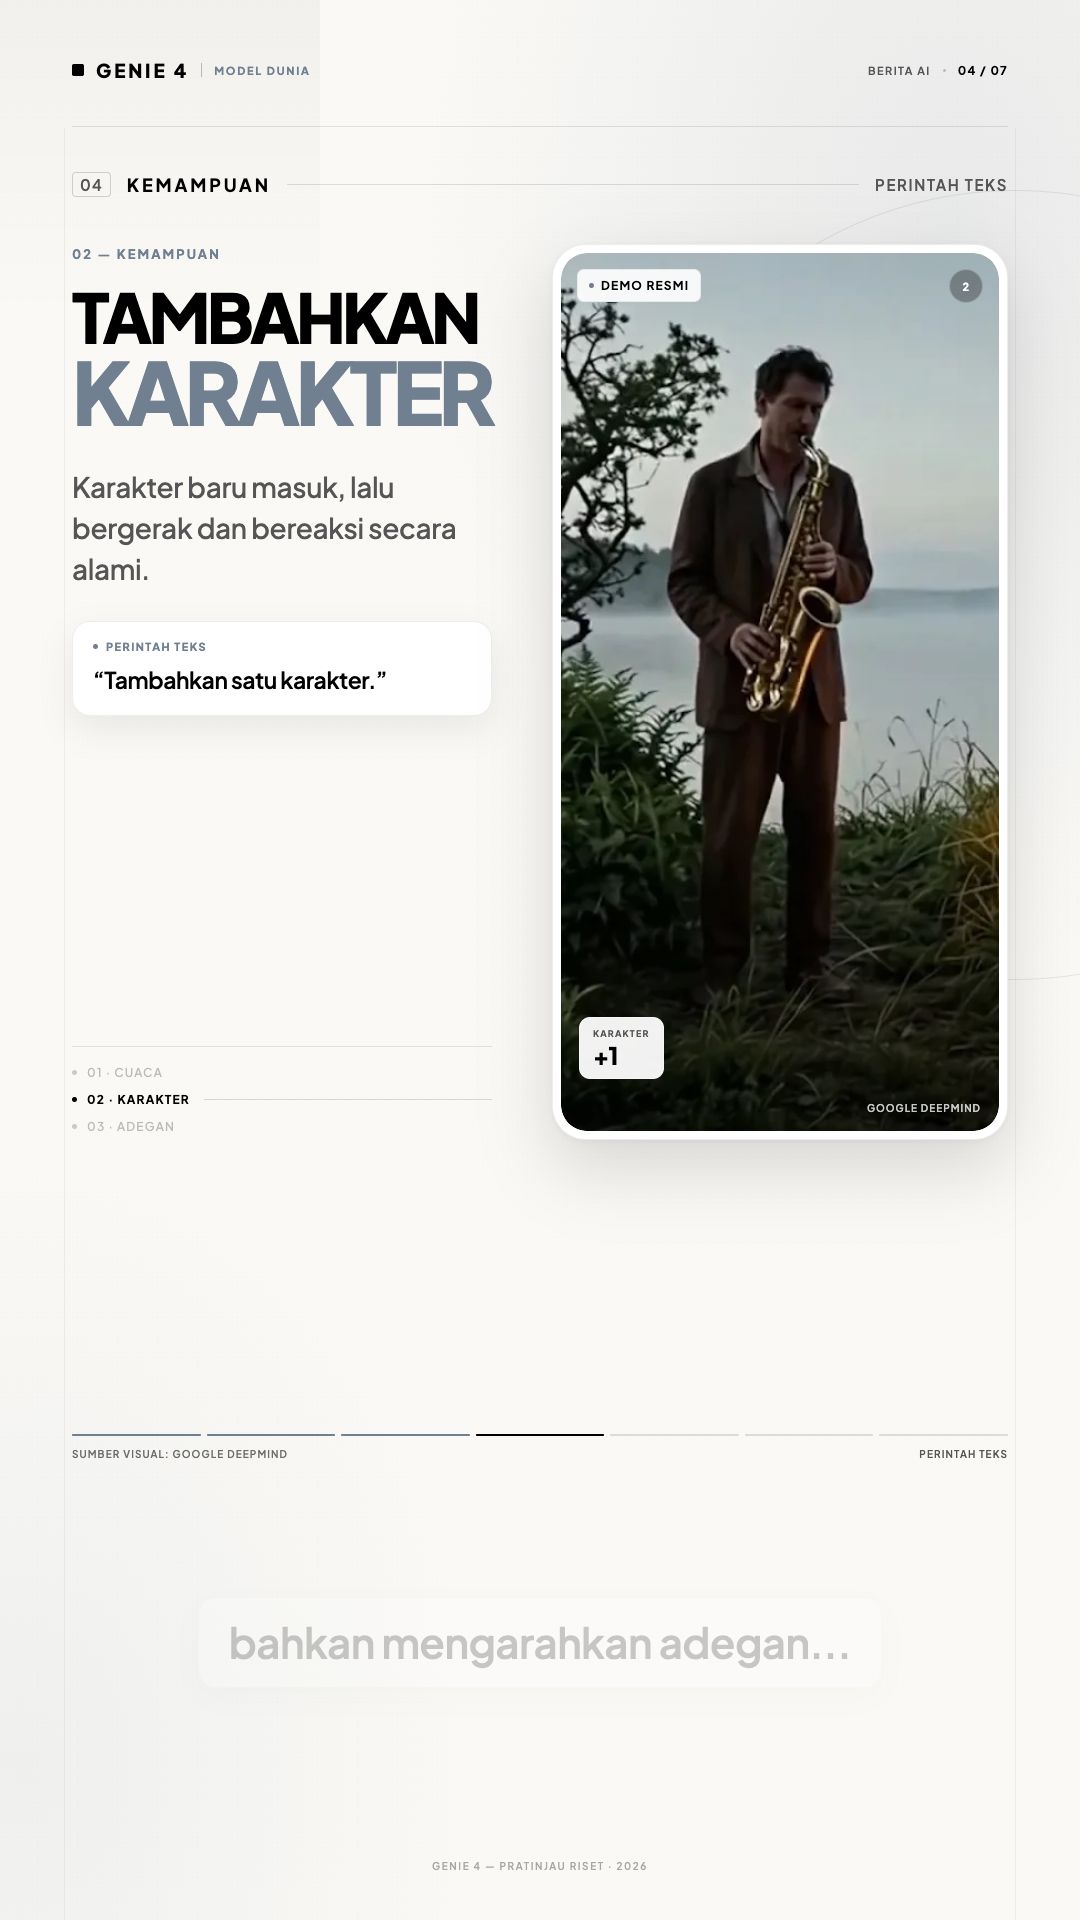 GENIE 4
MODEL DUNIA
BERITA AI • 04 / 07
04 KEMAMPUAN
PERINTAH TEKS
02 — KEMAMPUAN
TAMBAHKAN
KARAKTER
Karakter baru masuk, lalu
bergerak dan bereaksi secara
alami.
• PERINTAH TEKS
“Tambahkan satu karakter.”
• 01 · CUACA
• 02 · KARAKTER
• 03 · ADEGAN
• DEMO RESMI
2
KARAKTER
+1
GOOGLE DEEPMIND
SUMBER VISUAL: GOOGLE DEEPMIND
PERINTAH TEKS
bahkan mengarahkan adegan...
GENIE 4 — PRATINJAU RISET · 2026